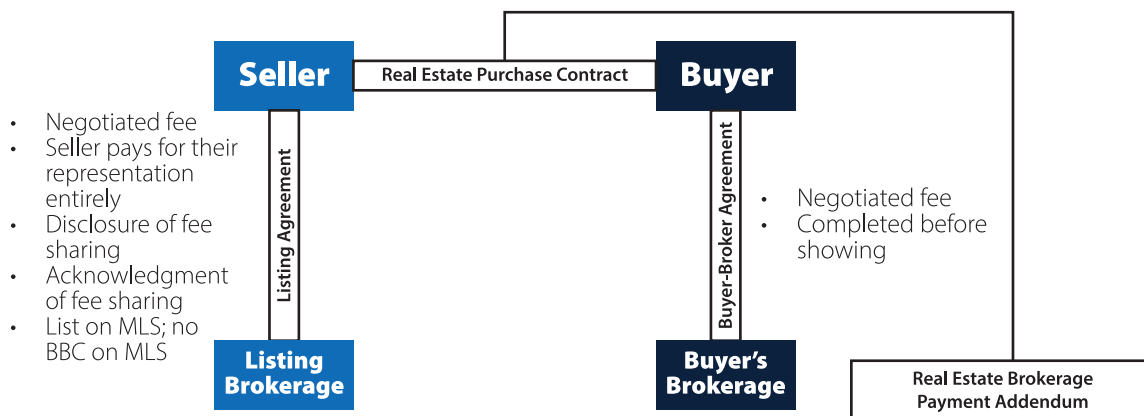 Seller
Real Estate Purchase Contract
Buyer
• Negotiated fee
• Seller pays for their
representation
entirely
• Disclosure of fee
sharing
• Acknowledgment
of fee sharing
• List on MLS; no
BBC on MLS
Listing Agreement
Buyer-Broker Agreement
• Negotiated fee
• Completed before
showing
Listing
Brokerage
Buyer's
Brokerage
Real Estate Brokerage
Payment Addendum